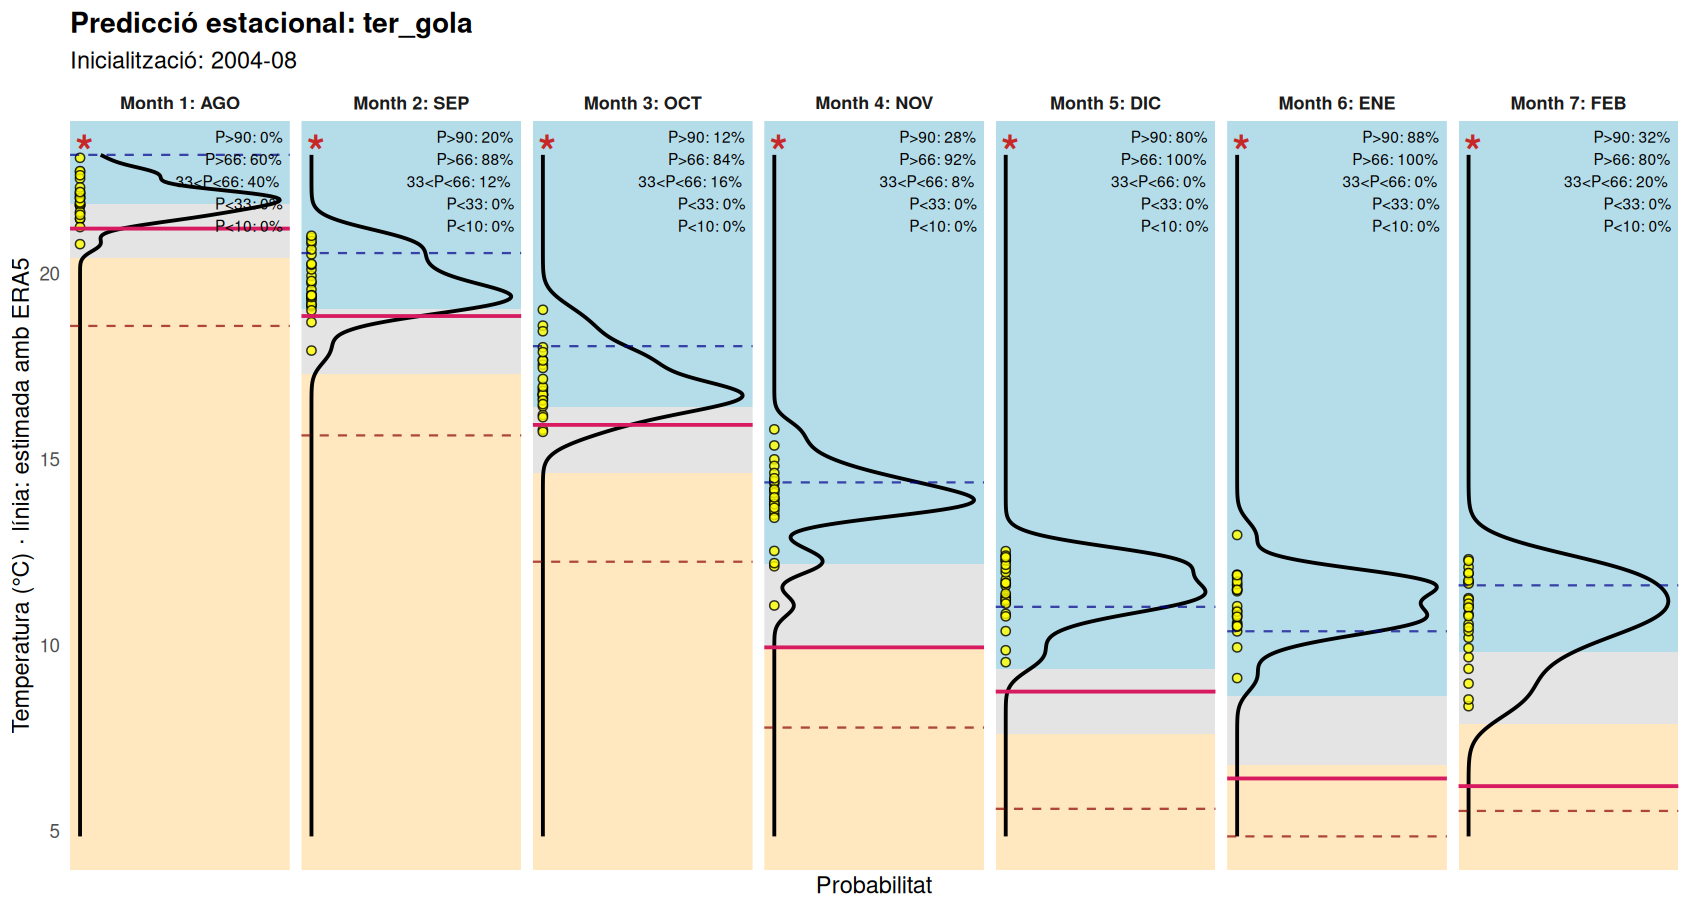 Predicció estacional: ter_gola
Inicialització: 2004-08
Month 1: AGO
Month 2: SEP
Month 3: OCT
Month 4: NOV
Month 5: DIC
Month 6: ENE
Month 7: FEB
*
P>90: 0%
P>66: 60%
33<P<66: 40%
P<33: 0%
P<10: 0%
*
P>90: 20%
P>66: 88%
33<P<66: 12%
P<33: 0%
P<10: 0%
*
P>90: 12%
P>66: 84%
33<P<66: 16%
P<33: 0%
P<10: 0%
*
P>90: 28%
P>66: 92%
33<P<66: 8%
P<33: 0%
P<10: 0%
*
P>90: 80%
P>66: 100%
33<P<66: 0%
P<33: 0%
P<10: 0%
*
P>90: 88%
P>66: 100%
33<P<66: 0%
P<33: 0%
P<10: 0%
*
P>90: 32%
P>66: 80%
33<P<66: 20%
P<33: 0%
P<10: 0%
Temperatura (°C) · línia: estimada amb ERA5
20
15
10
5
Probabilitat